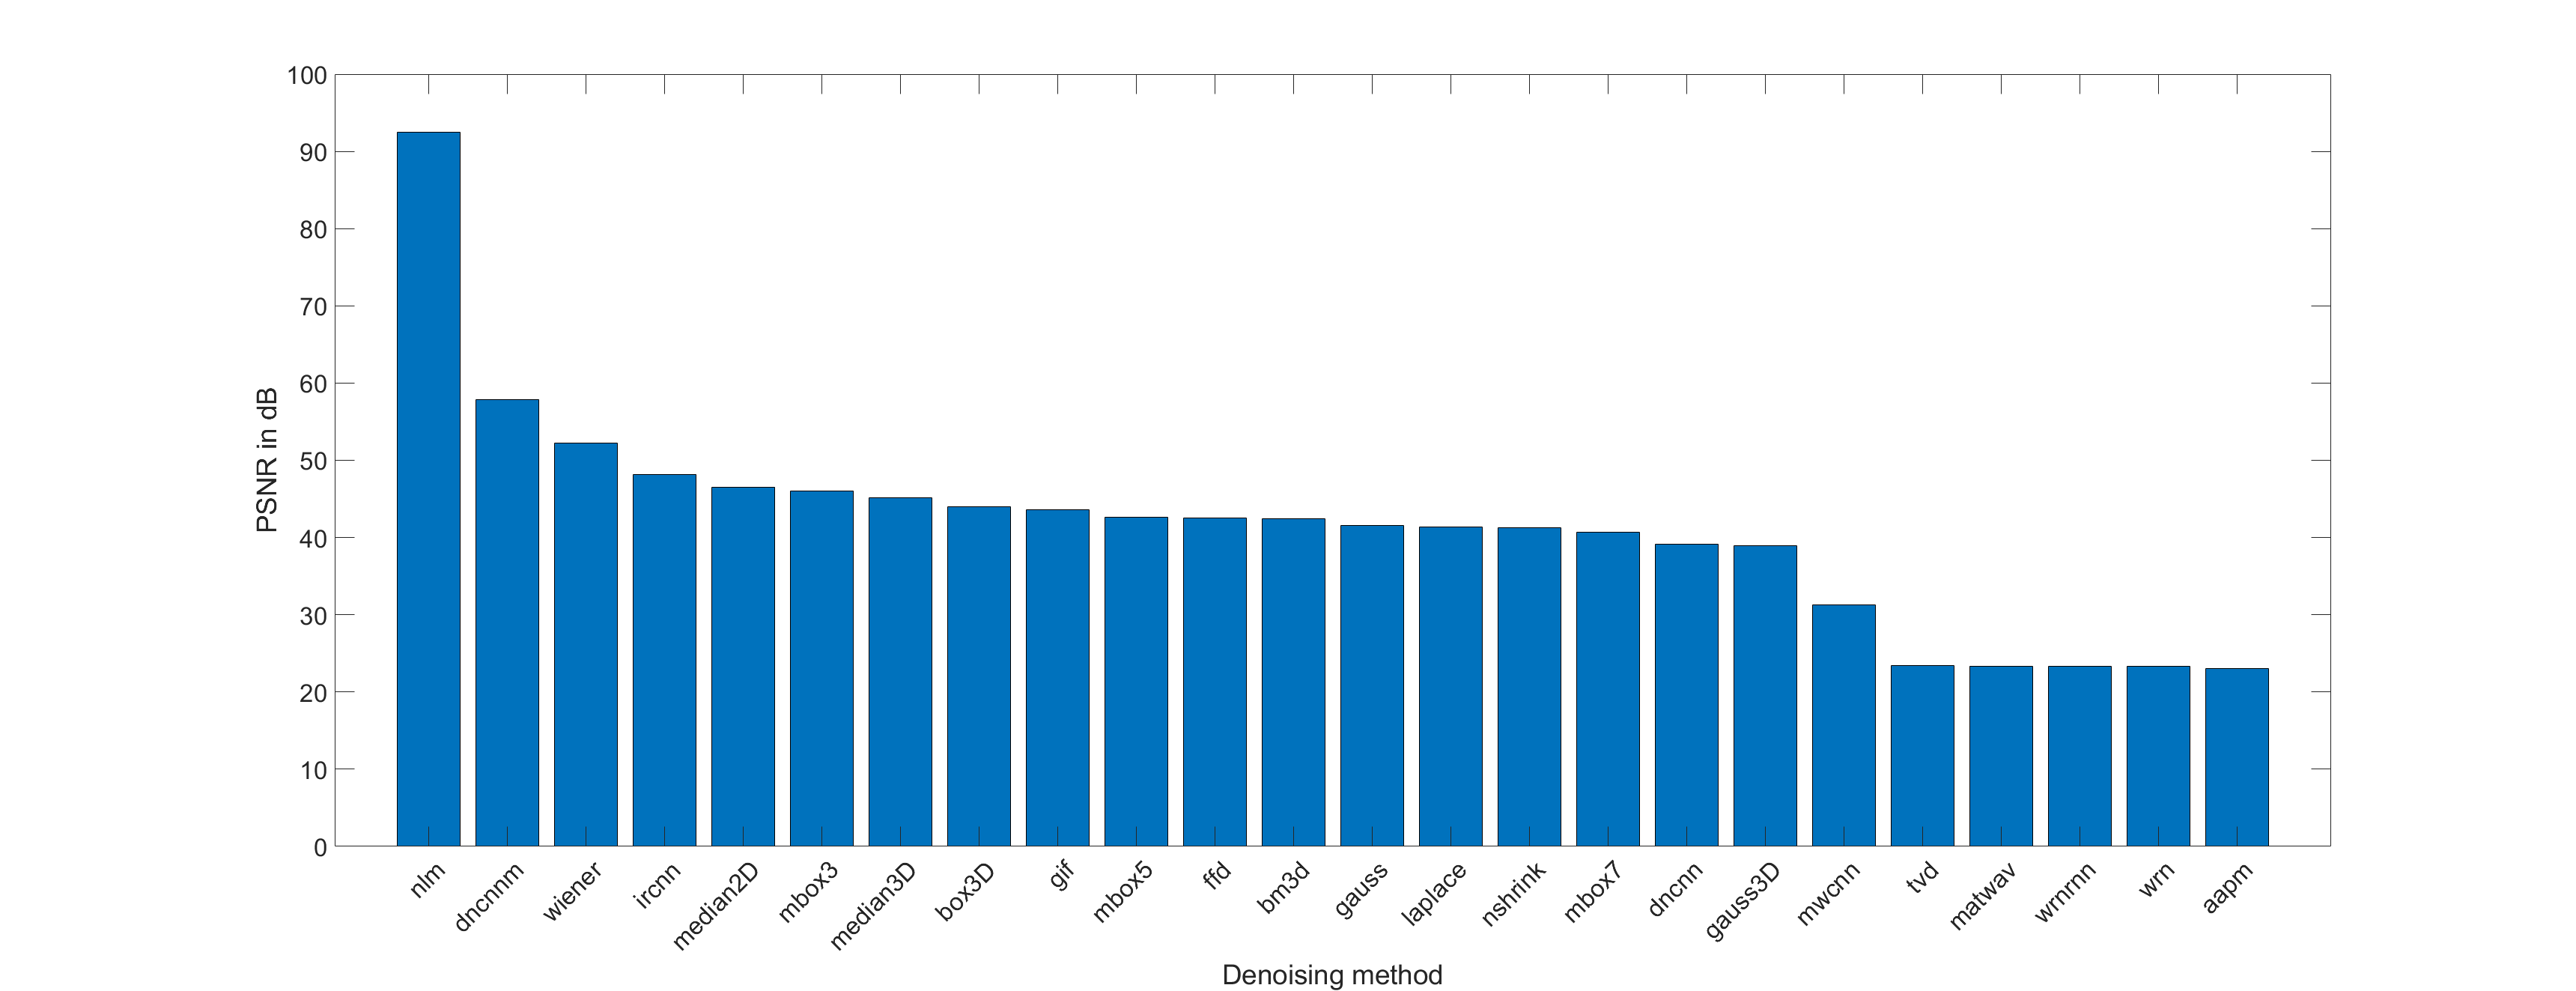 100
90
80
70
60
50
40
30
20
10
0
PSNR in dB
nlm
dncnnm
wiener
ircnn
median2D
mbox3
median3D
box3D
gif
mbox5
ffd
bm3d
gauss
laplace
nshrink
mbox7
dncnn
gauss3D
mwcnn
tvd
matwav
wrnrnn
wrn
aapm
Denoising method